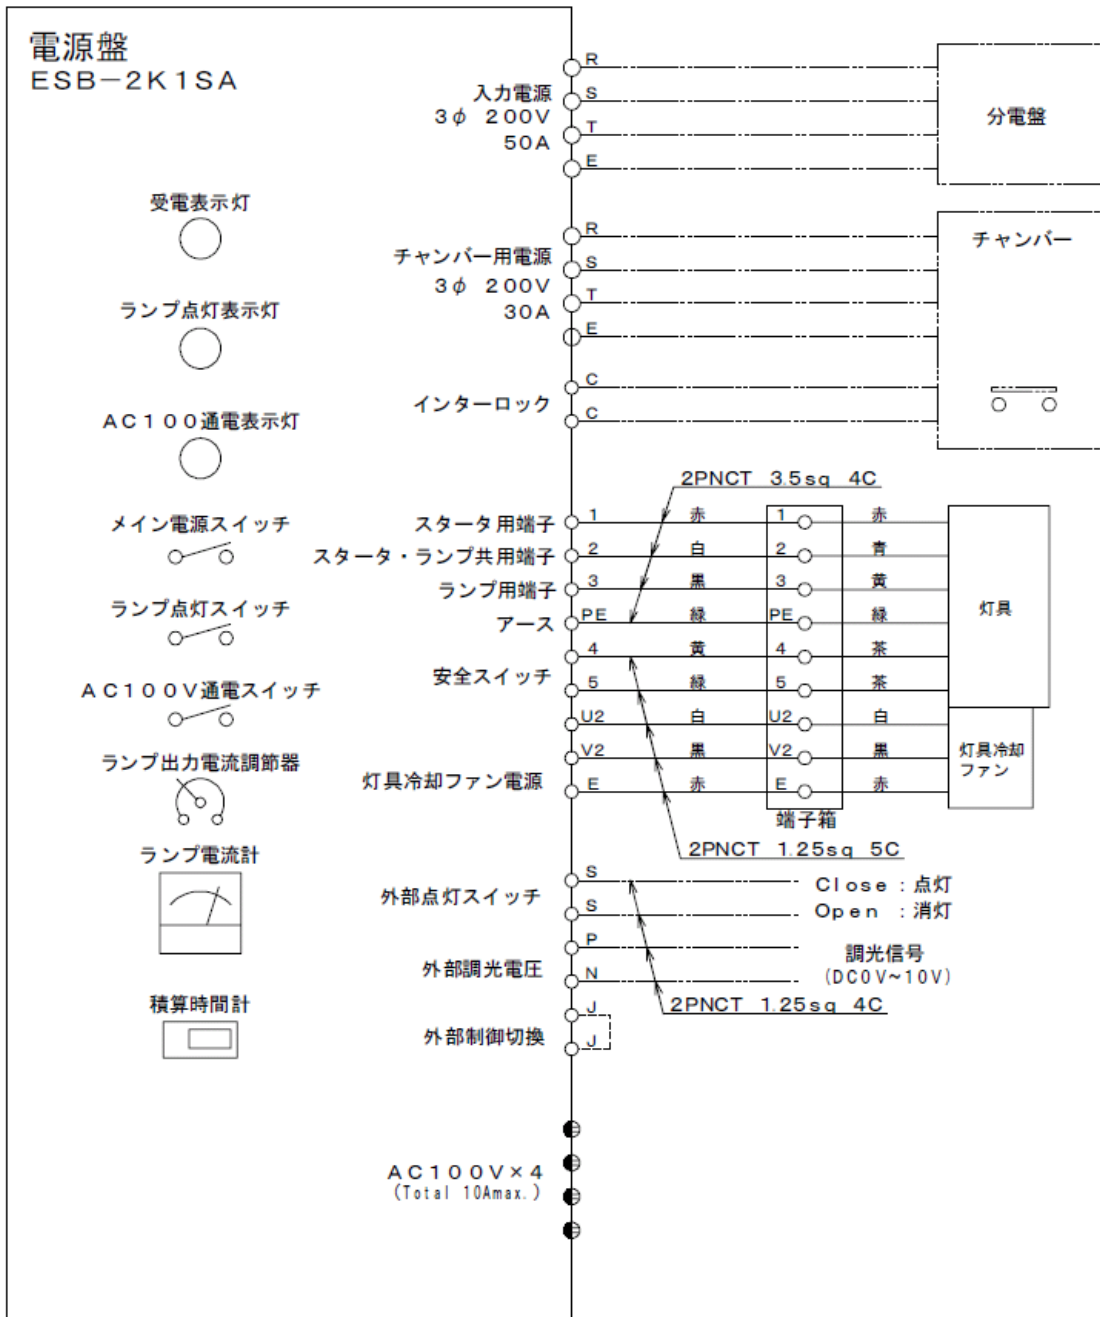 電源盤
ESB-2K1SA
入力電源
3φ 200V
50A
R
S
T
E
分電盤
受電表示灯
チャンバー用電源
3φ 200V
30A
R
S
T
E
チャンバー
ランプ点灯表示灯
インターロック
C
C
AC100通電表示灯
2PNCT 3.5sq 4C
メイン電源スイッチ
スタータ用端子 1 赤 1 赤
スタータ・ランプ共用端子 2 白 2 青
ランプ用端子 3 黒 3 黄
アース PE 緑 PE 緑
灯具
ランプ点灯スイッチ
安全スイッチ
4 黄 4 茶
5 緑 5 茶
AC100V通電スイッチ
U2 白 U2 白
V2 黒 V2 黒
灯具冷却ファン電源 E 赤 E 赤
灯具冷却
ファン
端子箱
ランプ出力電流調節器
2PNCT 1.25sq 5C
ランプ電流計
外部点灯スイッチ
S
S
Close:点灯
Open :消灯
外部調光電圧
P
N
調光信号
(DC0V~10V)
2PNCT 1.25sq 4C
積算時間計
外部制御切換
J
J
AC100V×4
(Total 10Amax.)